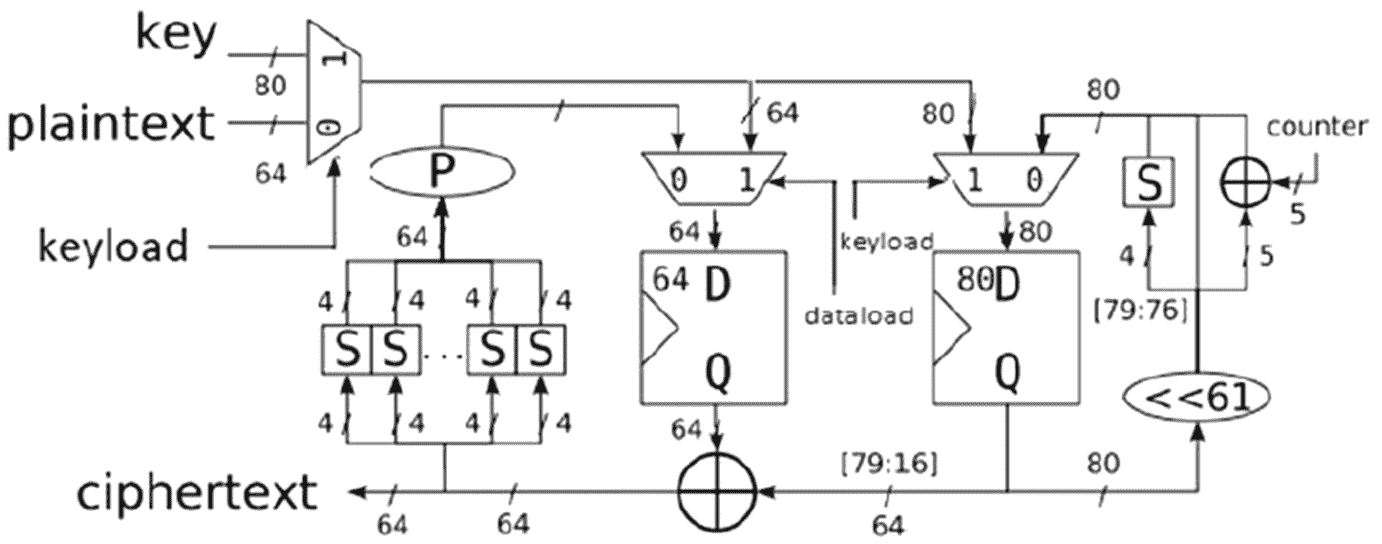 key
80
1
plaintext
0
64
keyload
P
64
4 4 4 4
S S ... S S
4 4 4 4
ciphertext
64
64
64
0 1
64
64 D
Q
64
80
1 0
keyload
dataload
80
80 D
Q
[79:16]
64
80
80
counter
S
5
4
5
[79:76]
<<61